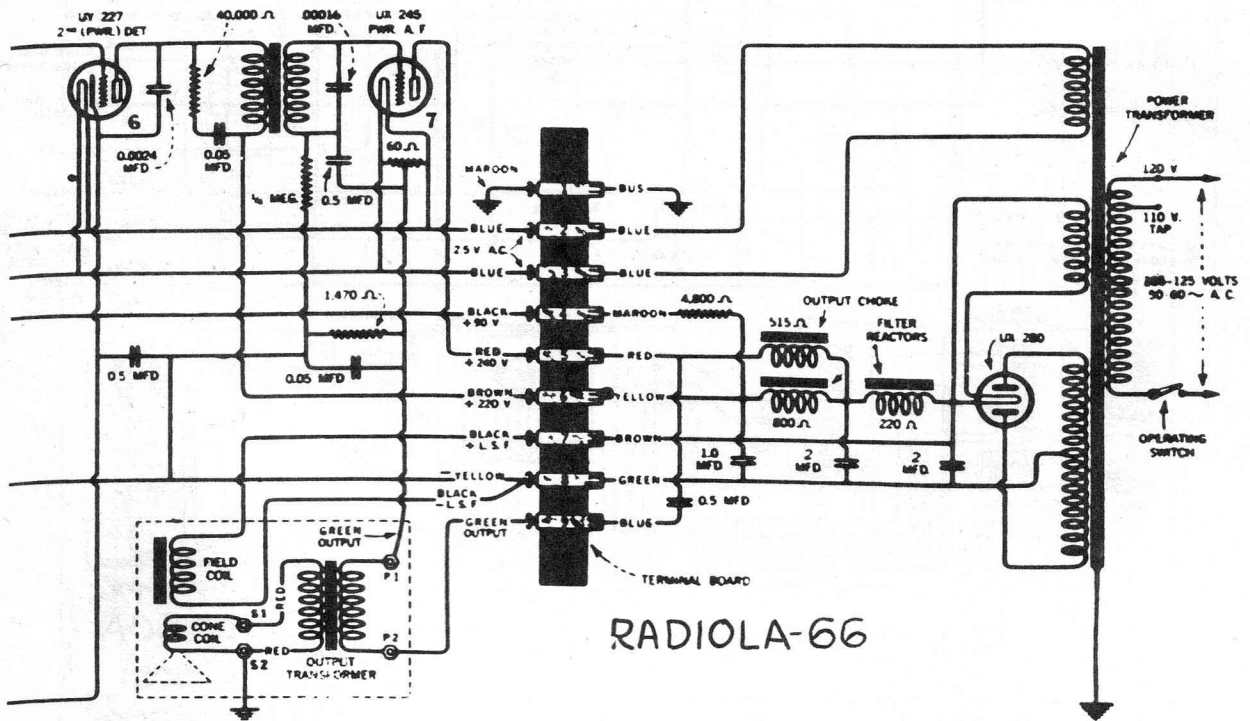 UY 227
2ND (PWR.) DET
40,000 Ω
.00016
MFD
UX 245
PWR. A. F
6
7
0.0024
MFD
0.05
MFD
60 Ω
0.5 MFD
MEG.
MAROON
BUS
BLUE
BLUE
2.5 V A.C.
BLUE
BLUE
1,470 Ω
BLACK
+ 90 V
MAROON
4,800 Ω
RED
+ 240 V
RED
0.5 MFD
0.05 MFD
BROWN
+ 220 V
YELLOW
BLACK
+ L.S.F
BROWN
YELLOW
GREEN
BLACK
- L.S.F
GREEN
OUTPUT
BLUE
OUTPUT CHOKE
515 Ω
FILTER
REACTORS
UX 280
800 Ω
220 Ω
1.0
MFD
2
MFD
2
MFD.
0.5 MFD
POWER
TRANSFORMER
120 V
110 V.
TAP
-125 VOLTS
50-60 ~ A.C.
OPERATING
SWITCH
TERMINAL BOARD
GREEN
OUTPUT
FIELD
COIL
CONE
COIL
S1
S2
RED
RED
P1
P2
OUTPUT
TRANSFORMER
RADIOLA-66